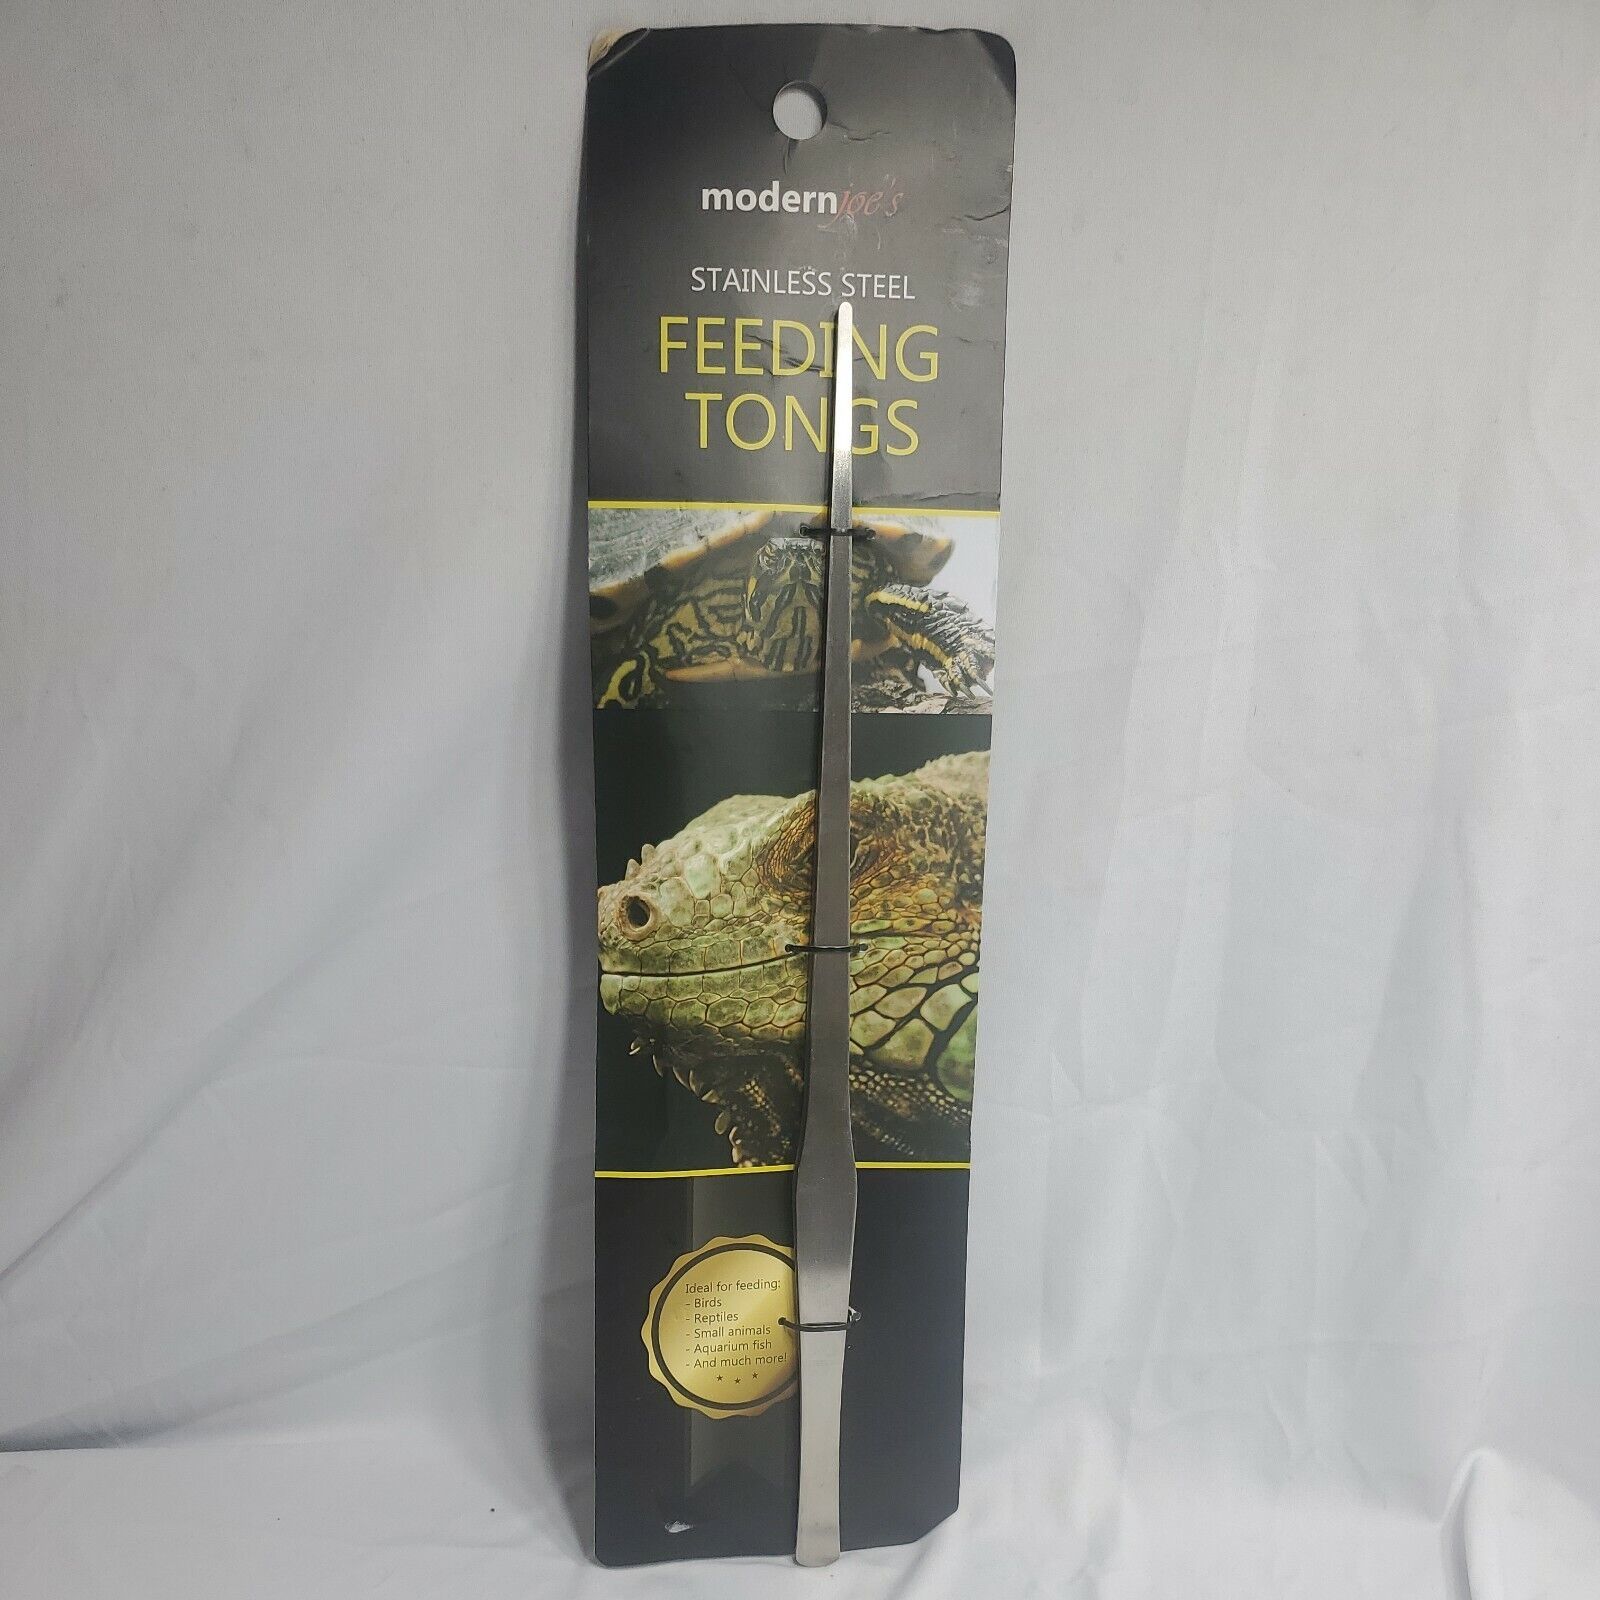 modernjoe's
STAINLESS STEEL
FEEDING
TONGS
Ideal for feeding:
- Birds
- Reptiles
- Small animals
- Aquarium fish
- And much more!